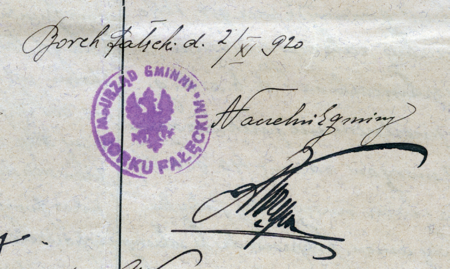 Borek Fałęcki d. 2/XI 920
URZĄD GMINNY
w BORKU FAŁĘCKIM
Naczelnik gminy